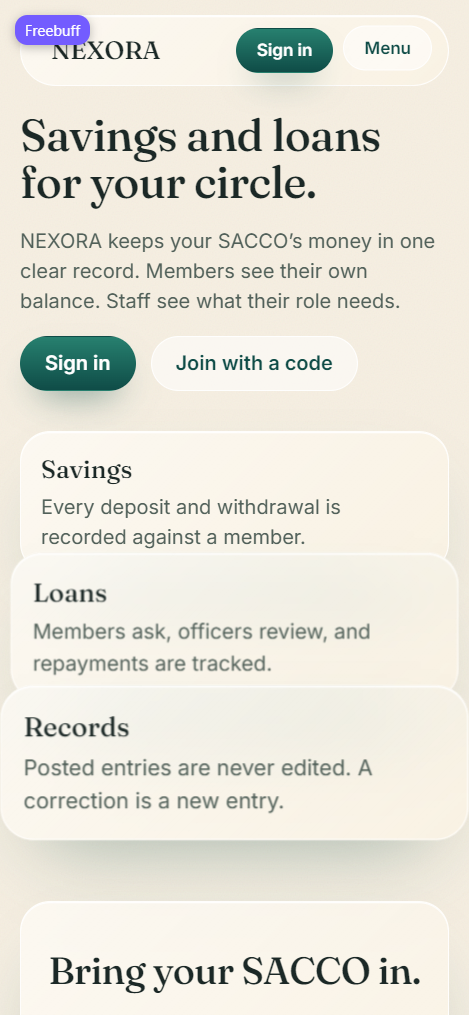 Freebuff
NEXORA
Sign in
Menu
Savings and loans
for your circle.
NEXORA keeps your SACCO’s money in one
clear record. Members see their own
balance. Staff see what their role needs.
Sign in
Join with a code
Savings
Every deposit and withdrawal is
recorded against a member.
Loans
Members ask, officers review, and
repayments are tracked.
Records
Posted entries are never edited. A
correction is a new entry.
Bring your SACCO in.